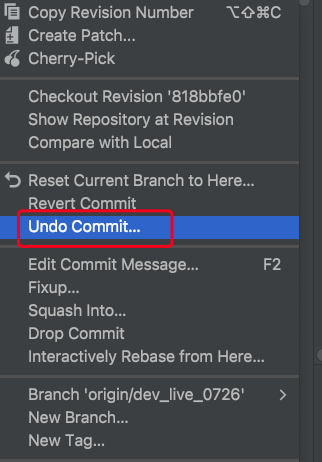 Copy Revision Number ⌥⇧⌘C
Create Patch...
Cherry-Pick
Checkout Revision '818bbfe0'
Show Repository at Revision
Compare with Local
Reset Current Branch to Here...
Revert Commit
Undo Commit...
Edit Commit Message... F2
Fixup...
Squash Into...
Drop Commit
Interactively Rebase from Here...
Branch 'origin/dev_live_0726'
New Branch...
New Tag...